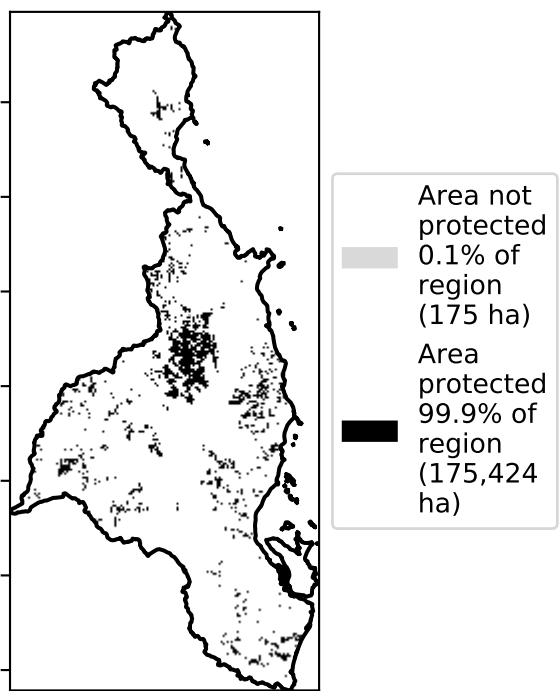 Area not
protected
0.1% of
region
(175 ha)
Area
protected
99.9% of
region
(175,424
ha)